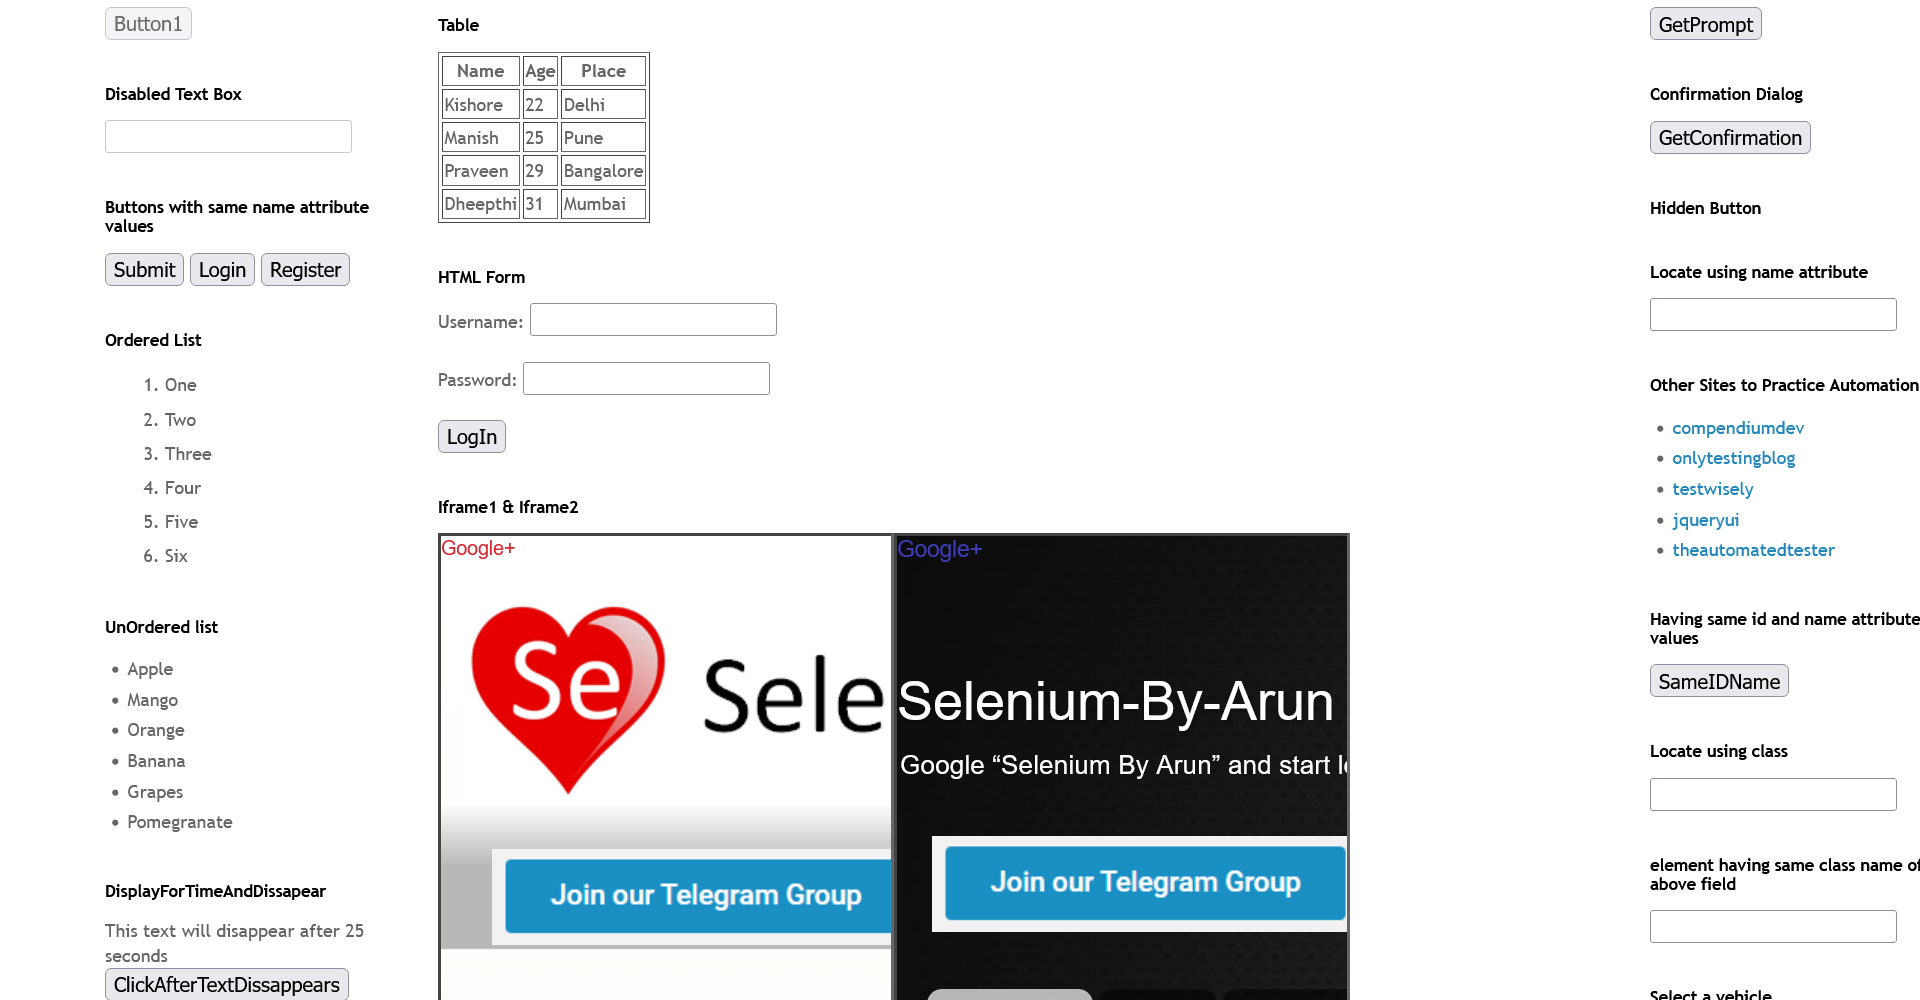 Button1
Disabled Text Box
Buttons with same name attribute
values
Submit Login Register
Ordered List
1. One
2. Two
3. Three
4. Four
5. Five
6. Six
UnOrdered list
• Apple
• Mango
• Orange
• Banana
• Grapes
• Pomegranate
DisplayForTimeAndDissapear
This text will disappear after 25
seconds
ClickAfterTextDissappears
Table
Name Age Place
Kishore 22 Delhi
Manish 25 Pune
Praveen 29 Bangalore
Dheepthi 31 Mumbai
HTML Form
Username:
Password:
LogIn
Iframe1 & Iframe2
Google+
Se Sele
Join our Telegram Group
Google+
Selenium-By-Arun
Google “Selenium By Arun” and start
Join our Telegram Group
GetPrompt
Confirmation Dialog
GetConfirmation
Hidden Button
Locate using name attribute
Other Sites to Practice Automation
• compendiumdev
• onlytestingblog
• testwisely
• jqueryui
• theautomatedtester
Having same id and name attribute
values
SameIDName
Locate using class
element having same class name of
above field
Select a vehicle